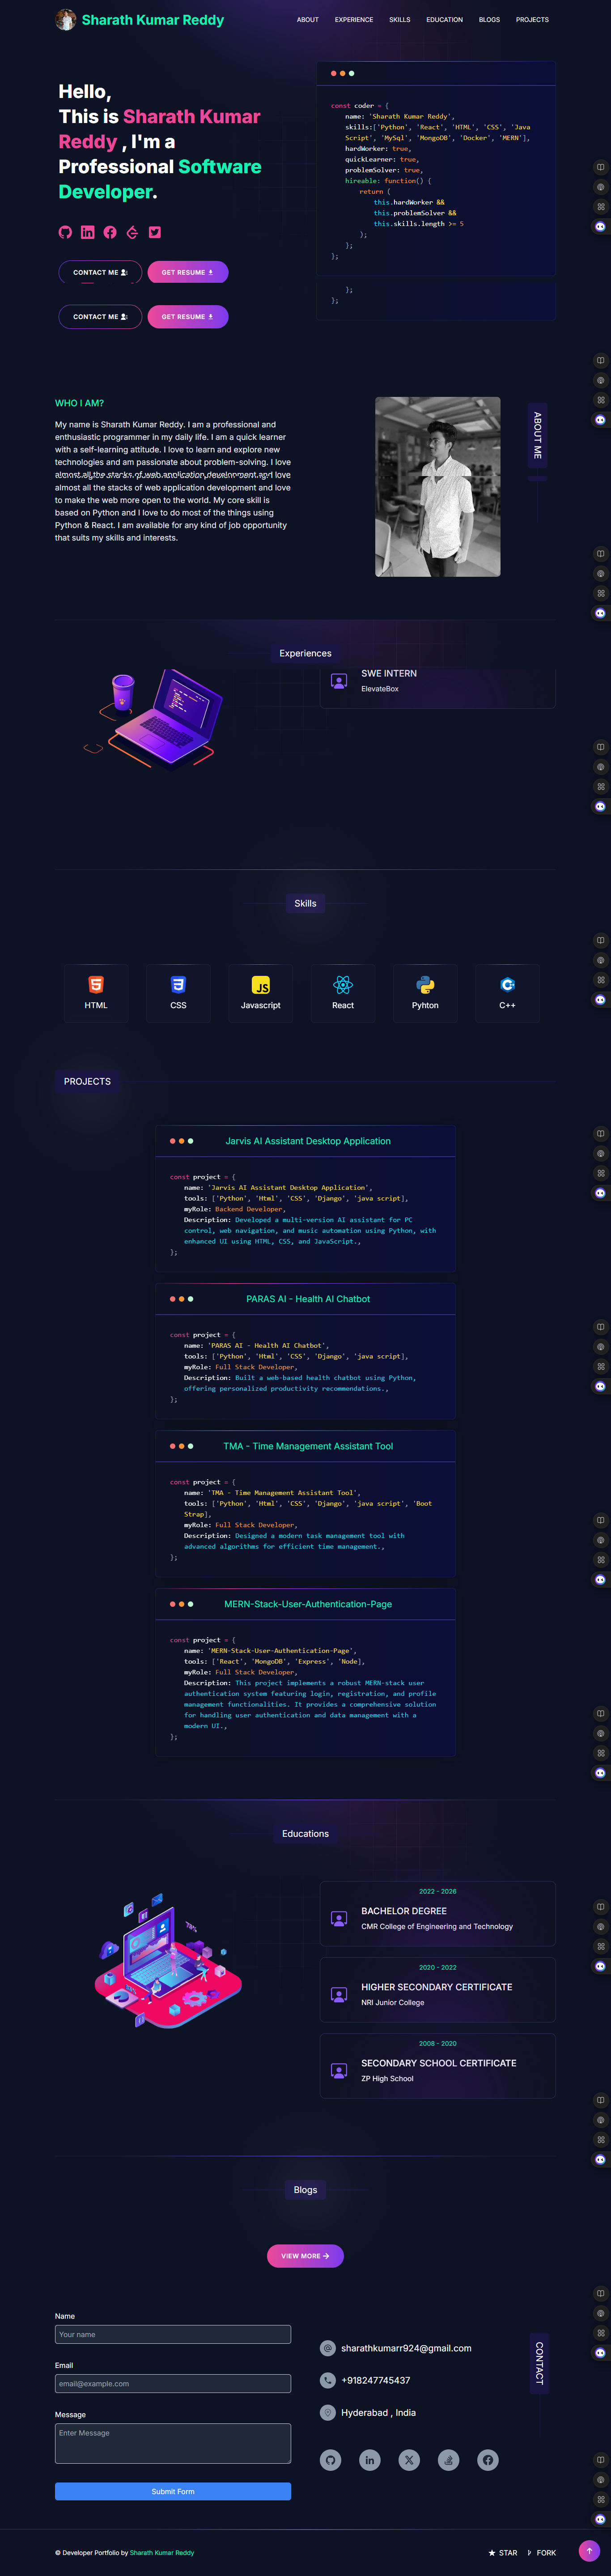 Sharath Kumar Reddy
ABOUT EXPERIENCE SKILLS EDUCATION BLOGS PROJECTS
Hello,
This is Sharath Kumar
Reddy , I'm a
Professional Software
Developer.
CONTACT ME
GET RESUME
CONTACT ME
GET RESUME
const coder = {
name: 'Sharath Kumar Reddy',
skills:['Python', 'React', 'HTML', 'CSS', 'Java
Script', 'MySql', 'MongoDB', 'Docker', 'MERN'],
hardWorker: true,
quickLearner: true,
problemSolver: true,
hireable: function() {
return (
this.hardWorker &&
this.problemSolver &&
this.skills.length >= 5
);
};
};
};
};
WHO I AM?
My name is Sharath Kumar Reddy. I am a professional and
enthusiastic programmer in my daily life. I am a quick learner
with a self-learning attitude. I love to learn and explore new
technologies and am passionate about problem-solving. I love
almost all the stacks of web application development and love
to make the web more open to the world. My core skill is
based on Python and I love to do most of the things using
Python & React. I am available for any kind of job opportunity
that suits my skills and interests.
ABOUT ME
Experiences
SWE INTERN
ElevateBox
Skills
HTML
CSS
JS
Javascript
React
Pyhton
C++
PROJECTS
Jarvis AI Assistant Desktop Application
const project = {
name: 'Jarvis AI Assistant Desktop Application',
tools: ['Python', 'Html', 'CSS', 'Django', 'java script],
myRole: Backend Developer,
Description: Developed a multi-version AI assistant for PC
control, web navigation, and music automation using Python, with
enhanced UI using HTML, CSS, and JavaScript.,
};
PARAS AI - Health AI Chatbot
const project = {
name: 'PARAS AI - Health AI Chatbot',
tools: ['Python', 'Html', 'CSS', 'Django', 'java script],
myRole: Full Stack Developer,
Description: Built a web-based health chatbot using Python,
offering personalized productivity recommendations.,
};
TMA - Time Management Assistant Tool
const project = {
name: 'TMA - Time Management Assistant Tool',
tools: ['Python', 'Html', 'CSS', 'Django', 'java script', 'Boot
Strap],
myRole: Full Stack Developer,
Description: Designed a modern task management tool with
advanced algorithms for efficient time management.,
};
MERN-Stack-User-Authentication-Page
const project = {
name: 'MERN-Stack-User-Authentication-Page',
tools: ['React', 'MongoDB', 'Express', 'Node],
myRole: Full Stack Developer,
Description: This project implements a robust MERN-stack user
authentication system featuring login, registration, and profile
management functionalities. It provides a comprehensive solution
for handling user authentication and data management with a
modern UI.,
};
Educations
2022 - 2026
BACHELOR DEGREE
CMR College of Engineering and Technology
2020 - 2022
HIGHER SECONDARY CERTIFICATE
NRI Junior College
2008 - 2020
SECONDARY SCHOOL CERTIFICATE
ZP High School
Blogs
VIEW MORE
Name
Your name
Email
email@example.com
Message
Enter Message
Submit Form
sharathkumarr924@gmail.com
+918247745437
Hyderabad , India
CONTACT
© Developer Portfolio by Sharath Kumar Reddy
STAR
FORK